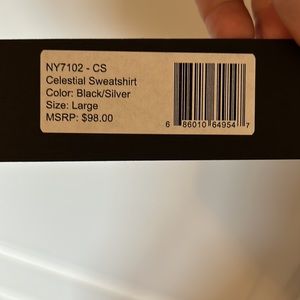 NY7102 - CS
Celestial Sweatshirt
Color: Black/Silver
Size: Large
MSRP: $98.00
6 86010 64954 7